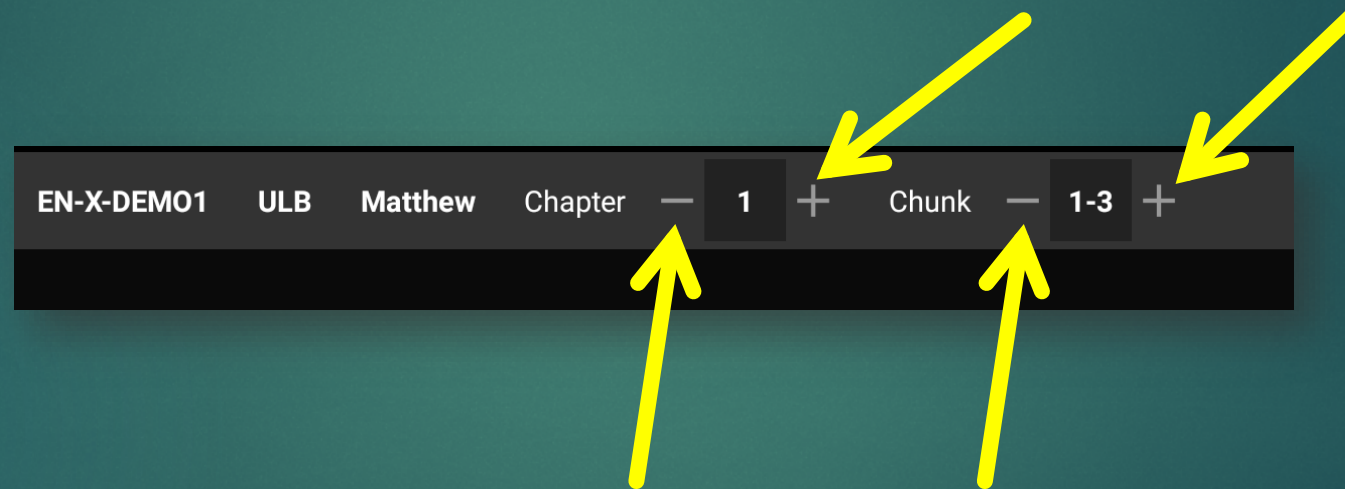 EN-X-DEMO1 ULB Matthew Chapter − 1 + Chunk − 1-3 +